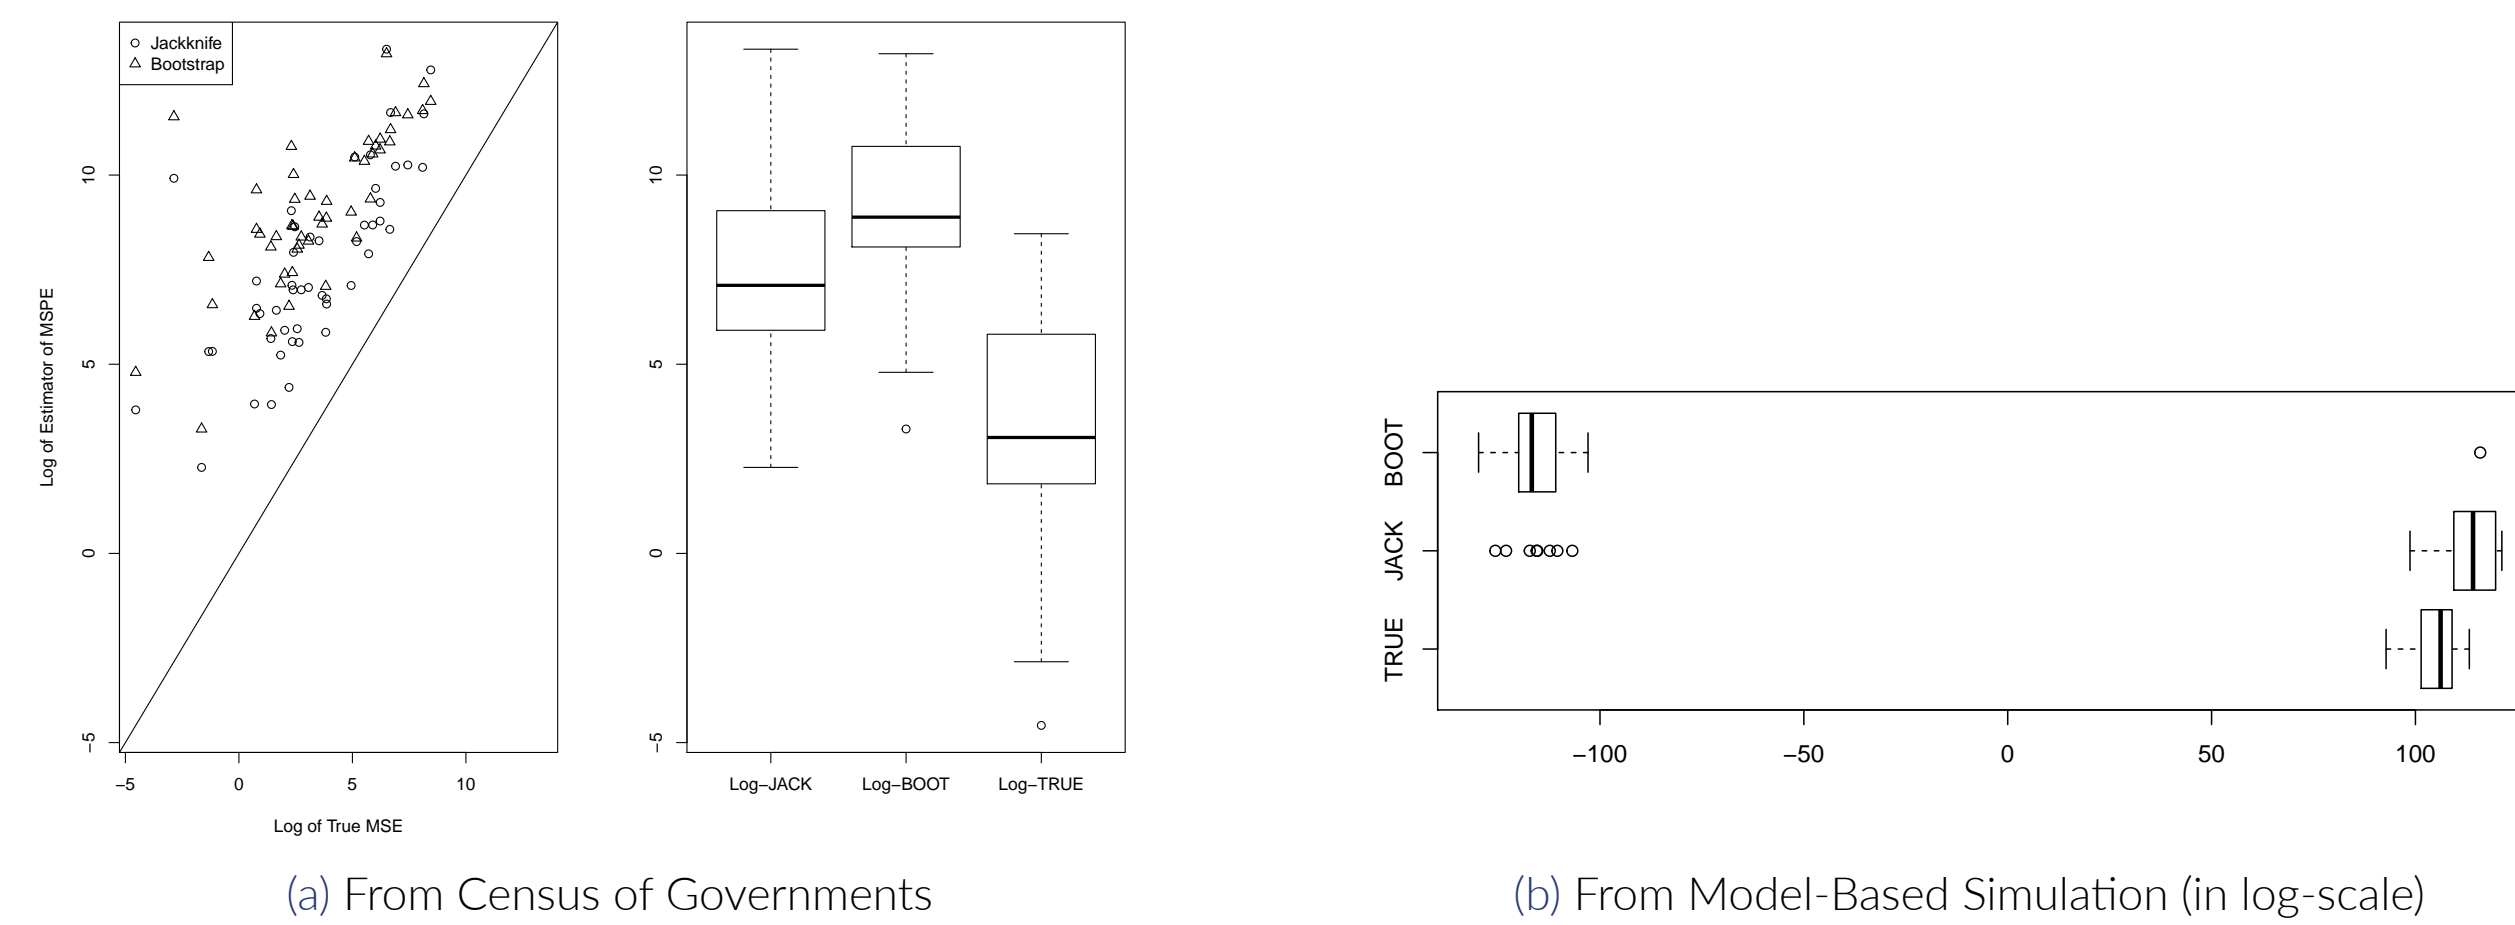 Jackknife
Bootstrap
Log of Estimator of MSPE
10
5
0
−5
−5
0
5
10
Log of True MSE
10
5
0
−5
Log−JACK
Log−BOOT
Log−TRUE
(a) From Census of Governments
BOOT
JACK
TRUE
−100
−50
0
50
100
(b) From Model-Based Simulation (in log-scale)